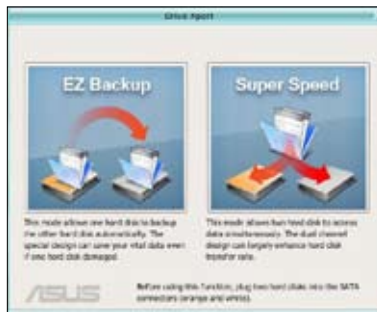 Drive Xpert
EZ Backup
Super Speed
This mode allows one hard disk to backup
the other hard disk automatically. The
special design can save your vital data even
if one hard disk damaged.
This mode allows two hard disk to access
data simultaneously. The dual channel
design can largely enhance hard disk
transfer rate.
ASUS
Before using this function, plug two hard disks into the SATA
connectors (orange and white).